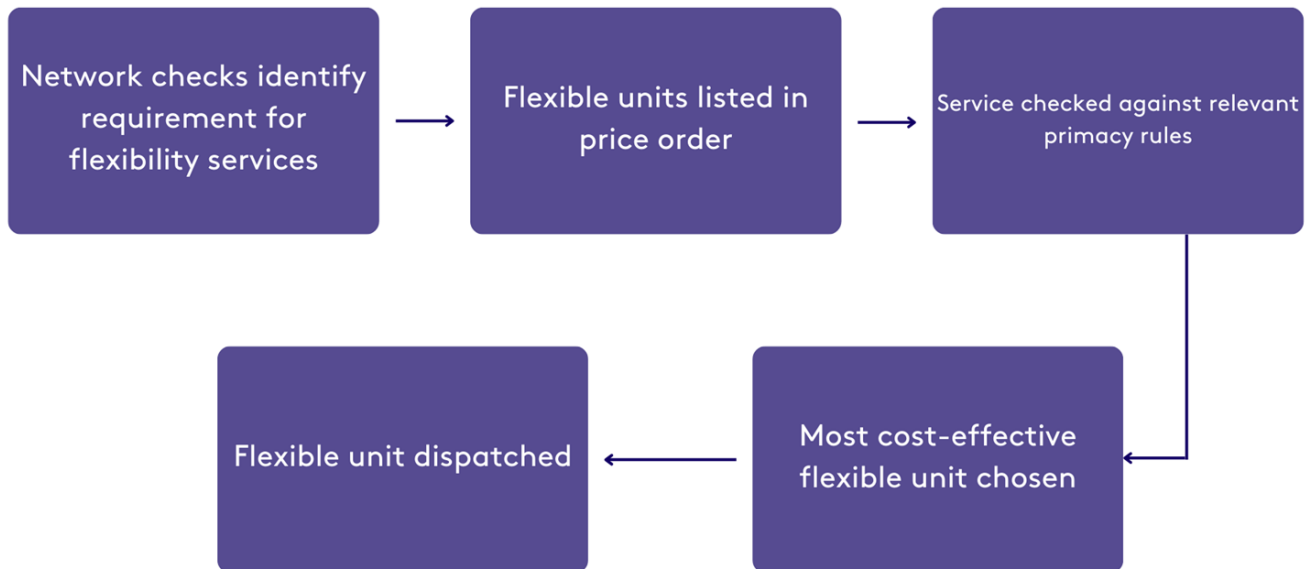 Network checks identify
requirement for
flexibility services
Flexible units listed in
price order
Service checked against relevant
primacy rules
Most cost-effective
flexible unit chosen
Flexible unit dispatched